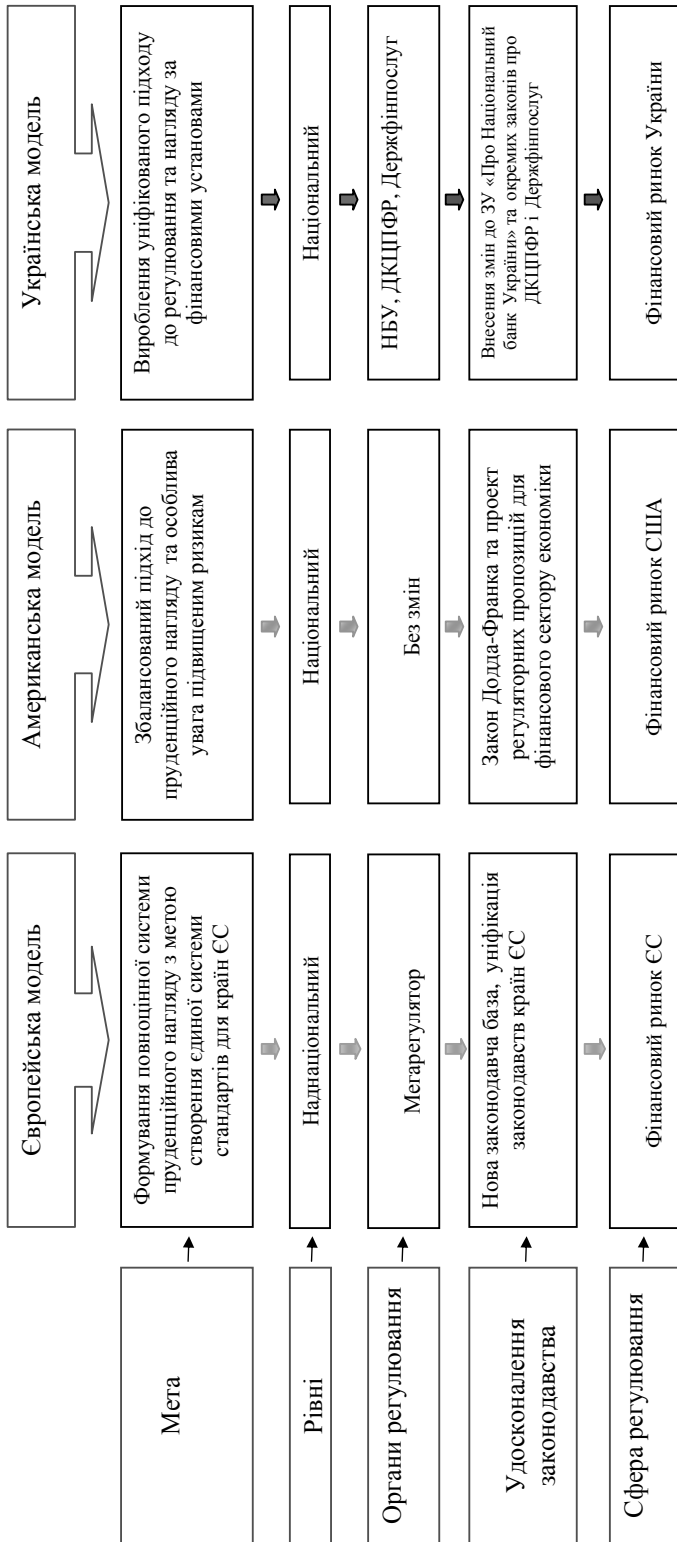 Європейська модель
Американська модель
Українська модель
Мета
Формування повноцінної системи
пруденційного нагляду з метою
створення єдиної системи
стандартів для країн ЄС
Збалансований підхід до
пруденційного нагляду та особлива
увага підвищеним ризикам
Вироблення уніфікованого підходу
до регулювання та нагляду за
фінансовими установами
Рівні
Наднаціональний
Національний
Національний
Органи регулювання
Мегарегулятор
Без змін
НБУ, ДКЦПФР, Держфінпослуг
Удосконалення
законодавства
Нова законодавча база, уніфікація
законодавств країн ЄС
Закон Додда-Франка та проект
регуляторних пропозицій для
фінансового сектору економіки
Внесення змін до ЗУ «Про Національний
банк України» та окремих законів про
ДКЦПФР і Держфінпослуг
Сфера регулювання
Фінансовий ринок ЄС
Фінансовий ринок США
Фінансовий ринок України